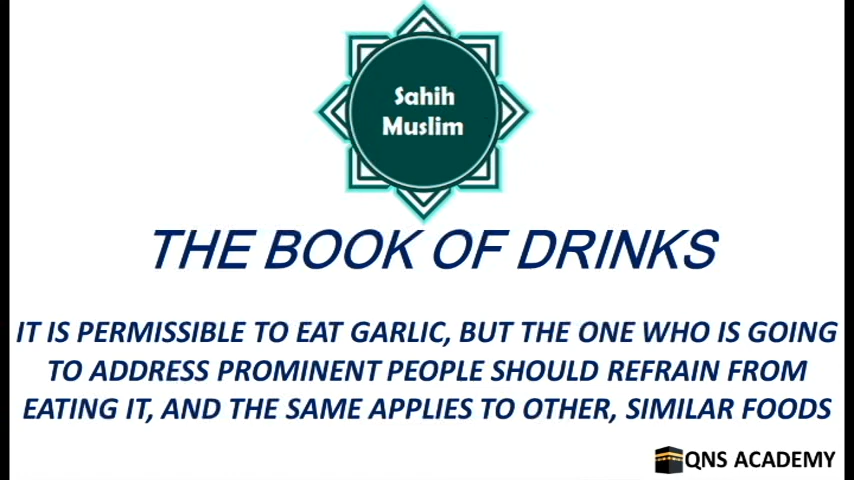 Sahih
Muslim
THE BOOK OF DRINKS
IT IS PERMISSIBLE TO EAT GARLIC, BUT THE ONE WHO IS GOING
TO ADDRESS PROMINENT PEOPLE SHOULD REFRAIN FROM
EATING IT, AND THE SAME APPLIES TO OTHER, SIMILAR FOODS
QNS ACADEMY